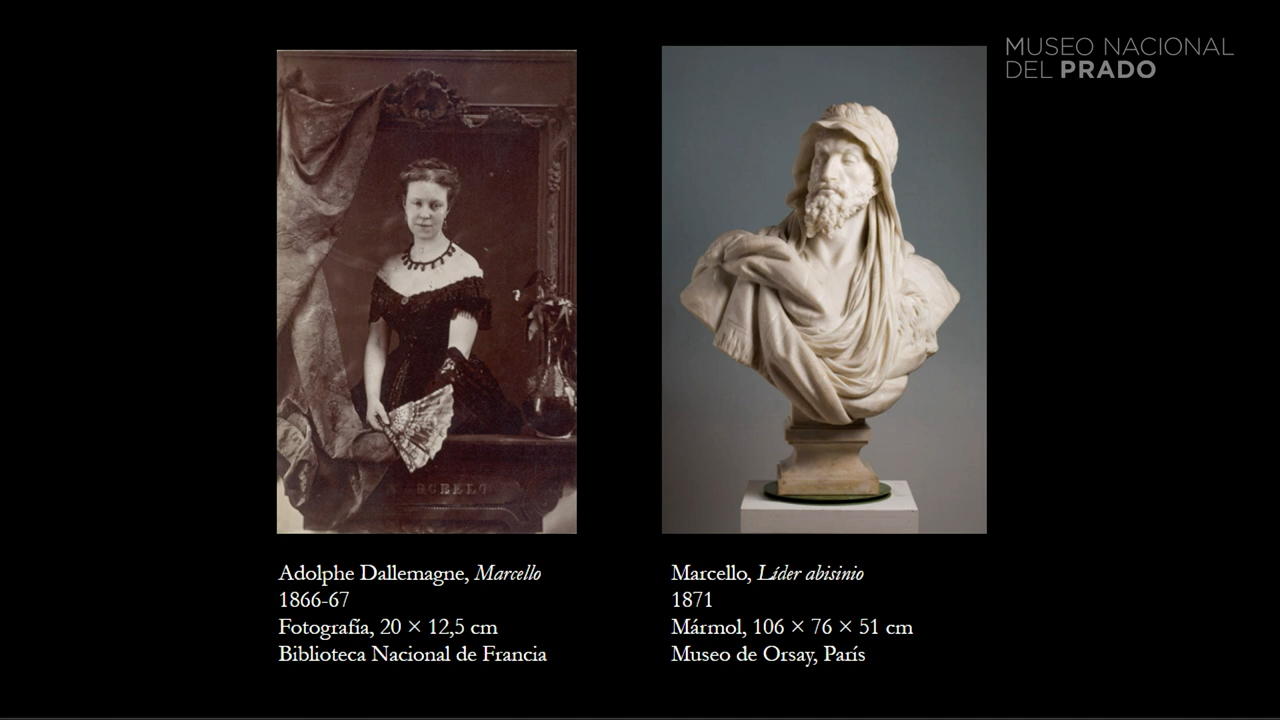 MUSEO NACIONAL
DEL PRADO
Adolphe Dallemagne, Marcello
1866-67
Fotografía, 20 × 12,5 cm
Biblioteca Nacional de Francia
Marcello, Líder abisinio
1871
Mármol, 106 × 76 × 51 cm
Museo de Orsay, París